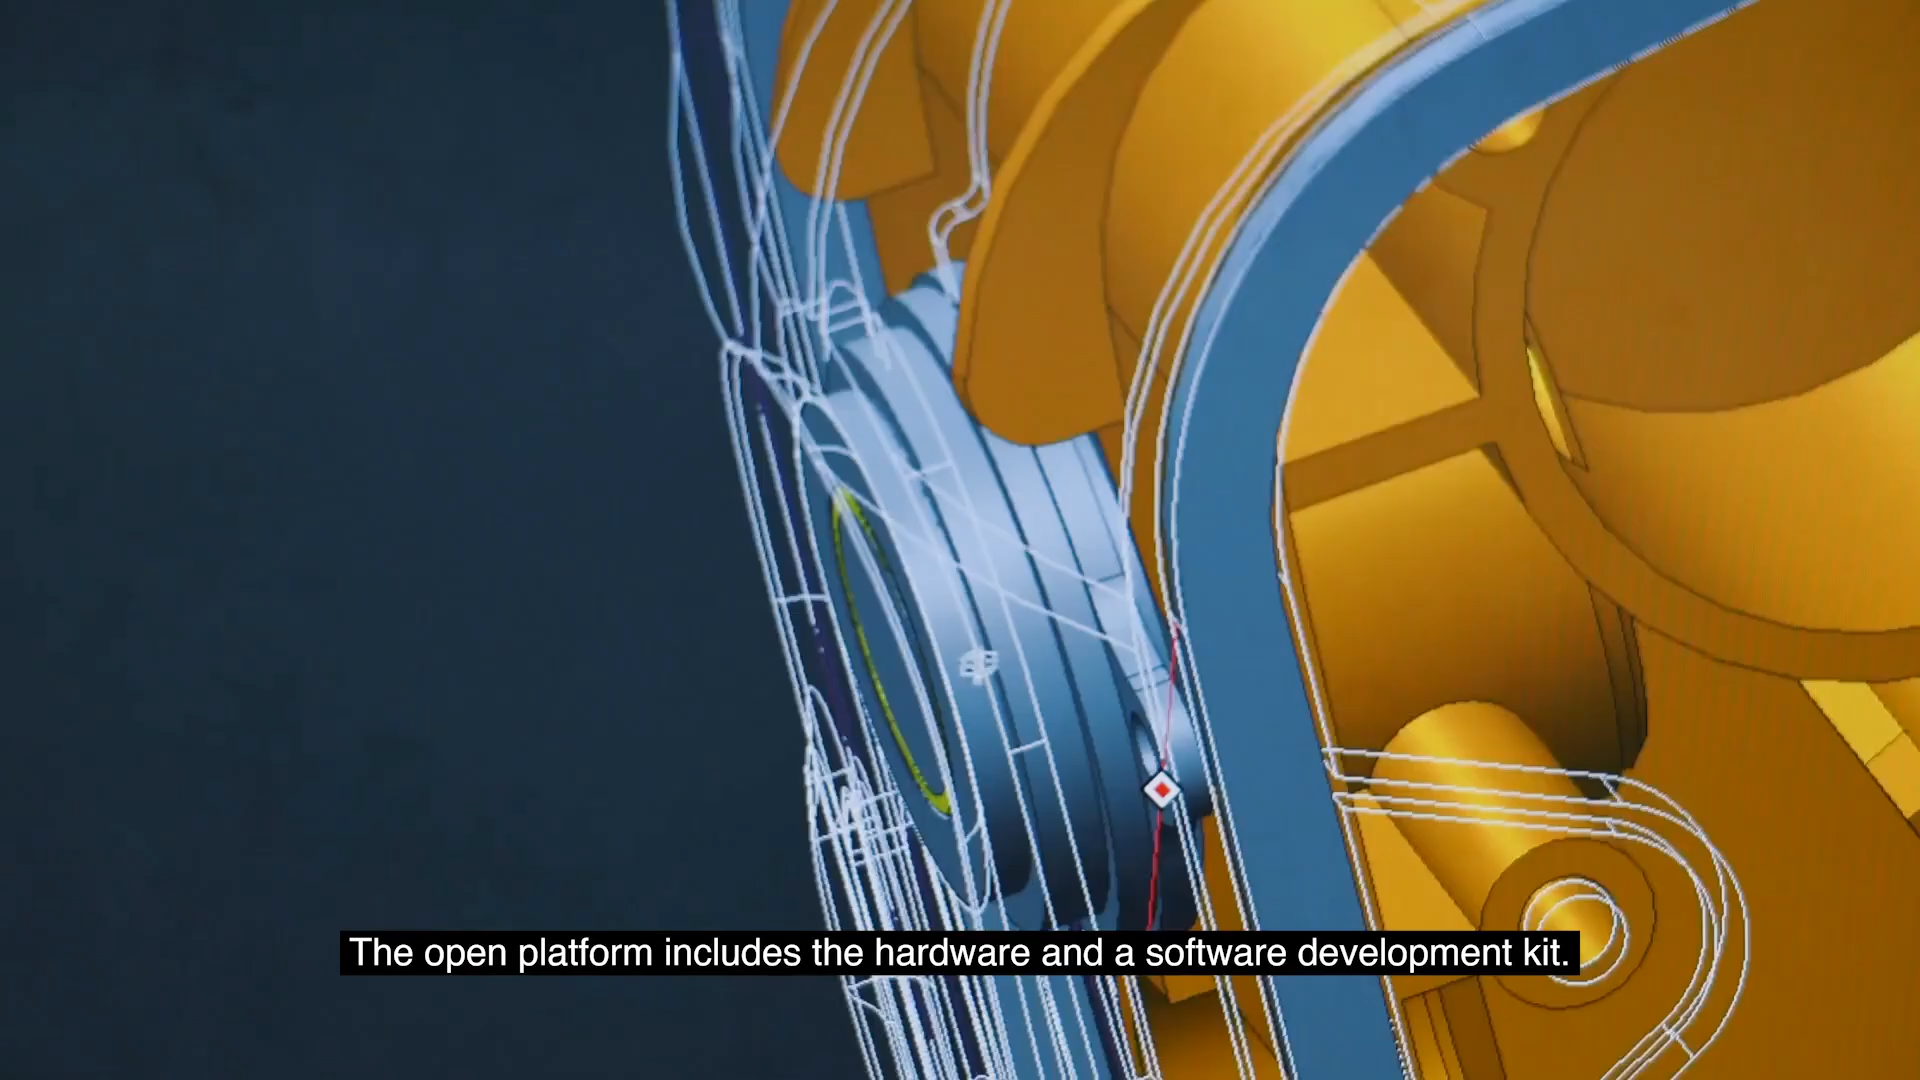 The open platform includes the hardware and a software development kit.